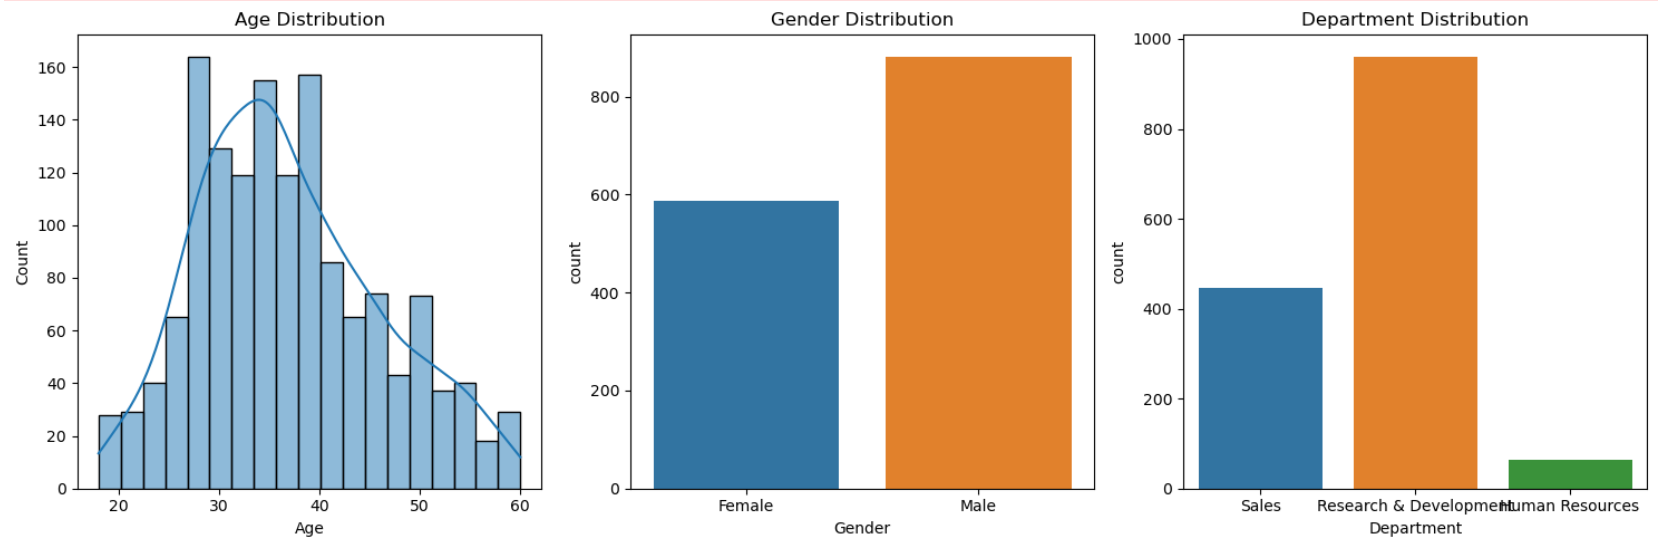 Age Distribution
160
140
120
100
80
60
40
20
0
Count
20 30 40 50 60
Age
Gender Distribution
800
600
400
200
0
count
Female Male
Gender
Department Distribution
1000
800
600
400
200
0
count
Sales Research & Development Human Resources
Department